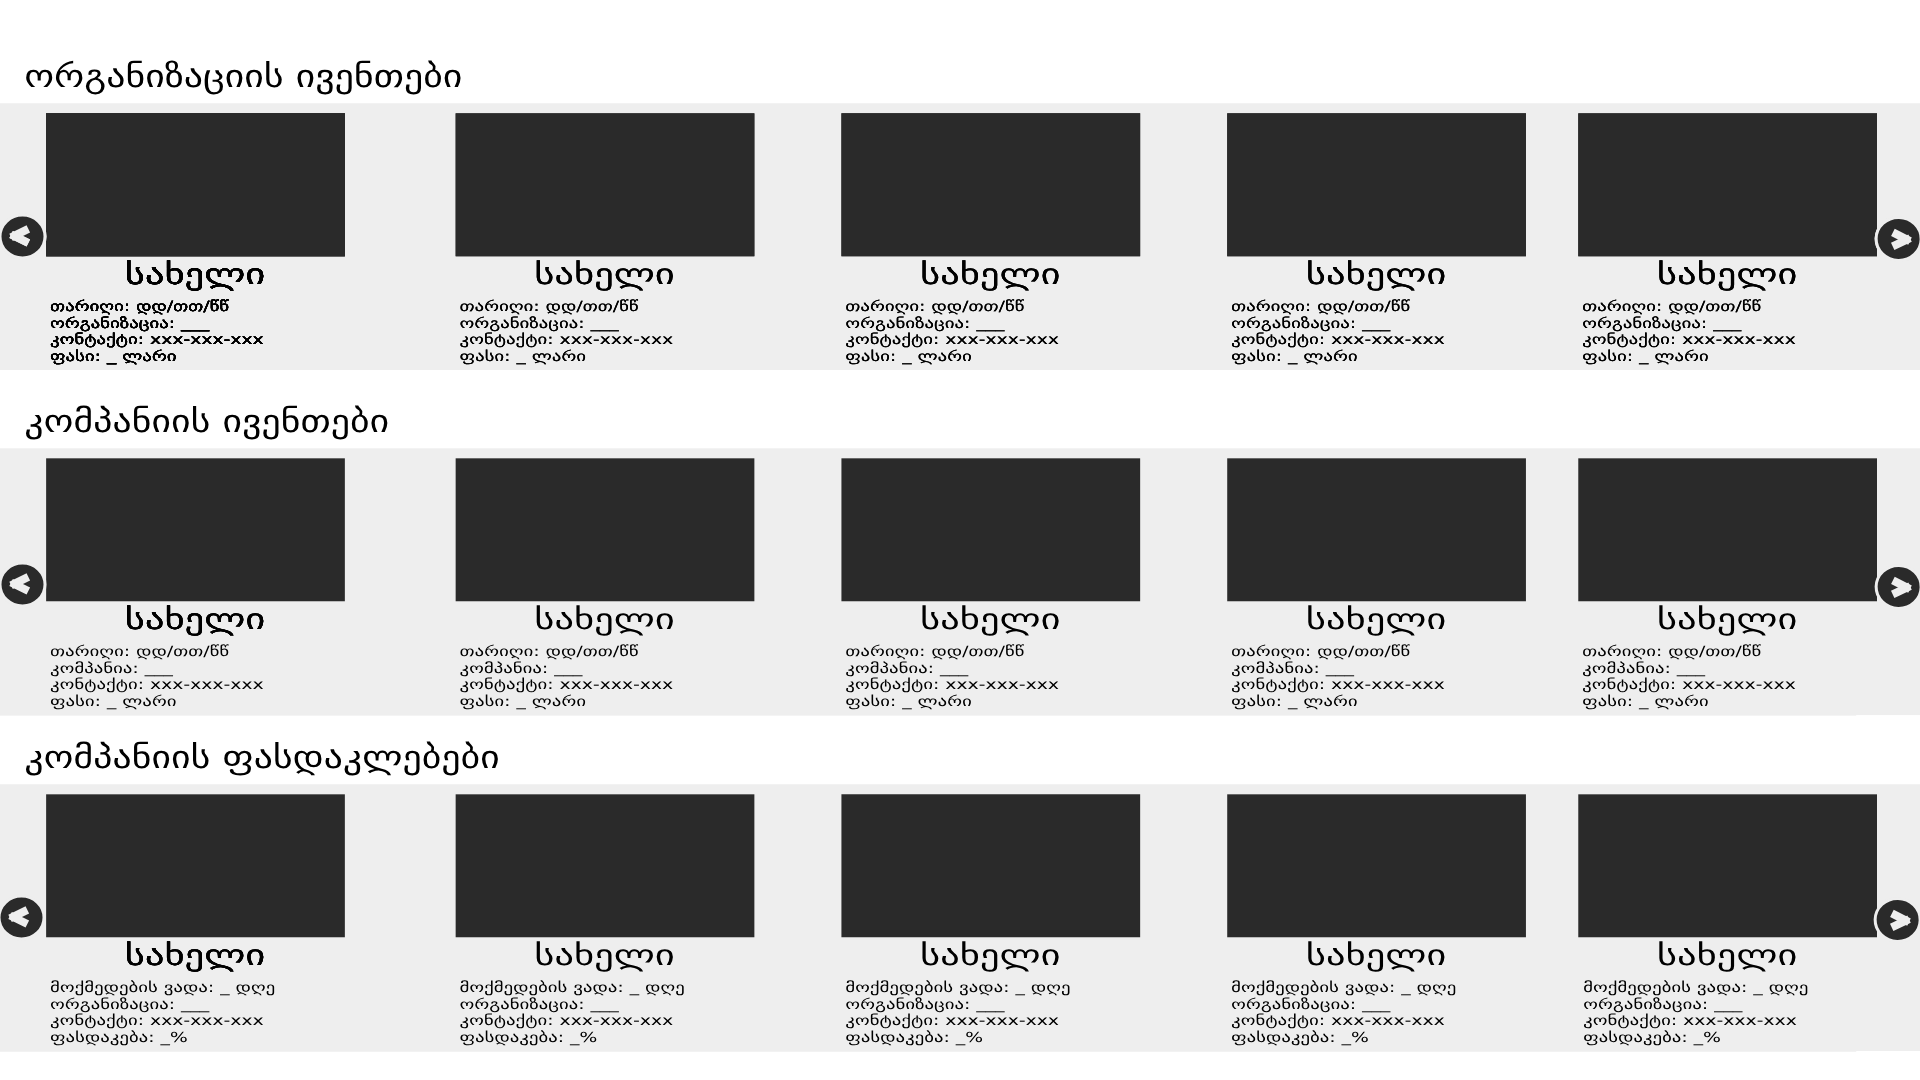 ორგანიზაციის ივენთები
სახელი
თარიღი: დდ/თთ/წწ
ორგანიზაცია: ___
კონტაქტი: xxx-xxx-xxx
ფასი: _ ლარი
სახელი
თარიღი: დდ/თთ/წწ
ორგანიზაცია: ___
კონტაქტი: xxx-xxx-xxx
ფასი: _ ლარი
სახელი
თარიღი: დდ/თთ/წწ
ორგანიზაცია: ___
კონტაქტი: xxx-xxx-xxx
ფასი: _ ლარი
სახელი
თარიღი: დდ/თთ/წწ
ორგანიზაცია: ___
კონტაქტი: xxx-xxx-xxx
ფასი: _ ლარი
სახელი
თარიღი: დდ/თთ/წწ
ორგანიზაცია: ___
კონტაქტი: xxx-xxx-xxx
ფასი: _ ლარი
კომპანიის ივენთები
სახელი
თარიღი: დდ/თთ/წწ
კომპანია: ___
კონტაქტი: xxx-xxx-xxx
ფასი: _ ლარი
სახელი
თარიღი: დდ/თთ/წწ
კომპანია: ___
კონტაქტი: xxx-xxx-xxx
ფასი: _ ლარი
სახელი
თარიღი: დდ/თთ/წწ
კომპანია: ___
კონტაქტი: xxx-xxx-xxx
ფასი: _ ლარი
სახელი
თარიღი: დდ/თთ/წწ
კომპანია: ___
კონტაქტი: xxx-xxx-xxx
ფასი: _ ლარი
სახელი
თარიღი: დდ/თთ/წწ
კომპანია: ___
კონტაქტი: xxx-xxx-xxx
ფასი: _ ლარი
კომპანიის ფასდაკლებები
სახელი
მოქმედების ვადა: _ დღე
ორგანიზაცია: ___
კონტაქტი: xxx-xxx-xxx
ფასდაკება: _%
სახელი
მოქმედების ვადა: _ დღე
ორგანიზაცია: ___
კონტაქტი: xxx-xxx-xxx
ფასდაკება: _%
სახელი
მოქმედების ვადა: _ დღე
ორგანიზაცია: ___
კონტაქტი: xxx-xxx-xxx
ფასდაკება: _%
სახელი
მოქმედების ვადა: _ დღე
ორგანიზაცია: ___
კონტაქტი: xxx-xxx-xxx
ფასდაკება: _%
სახელი
მოქმედების ვადა: _ დღე
ორგანიზაცია: ___
კონტაქტი: xxx-xxx-xxx
ფასდაკება: _%